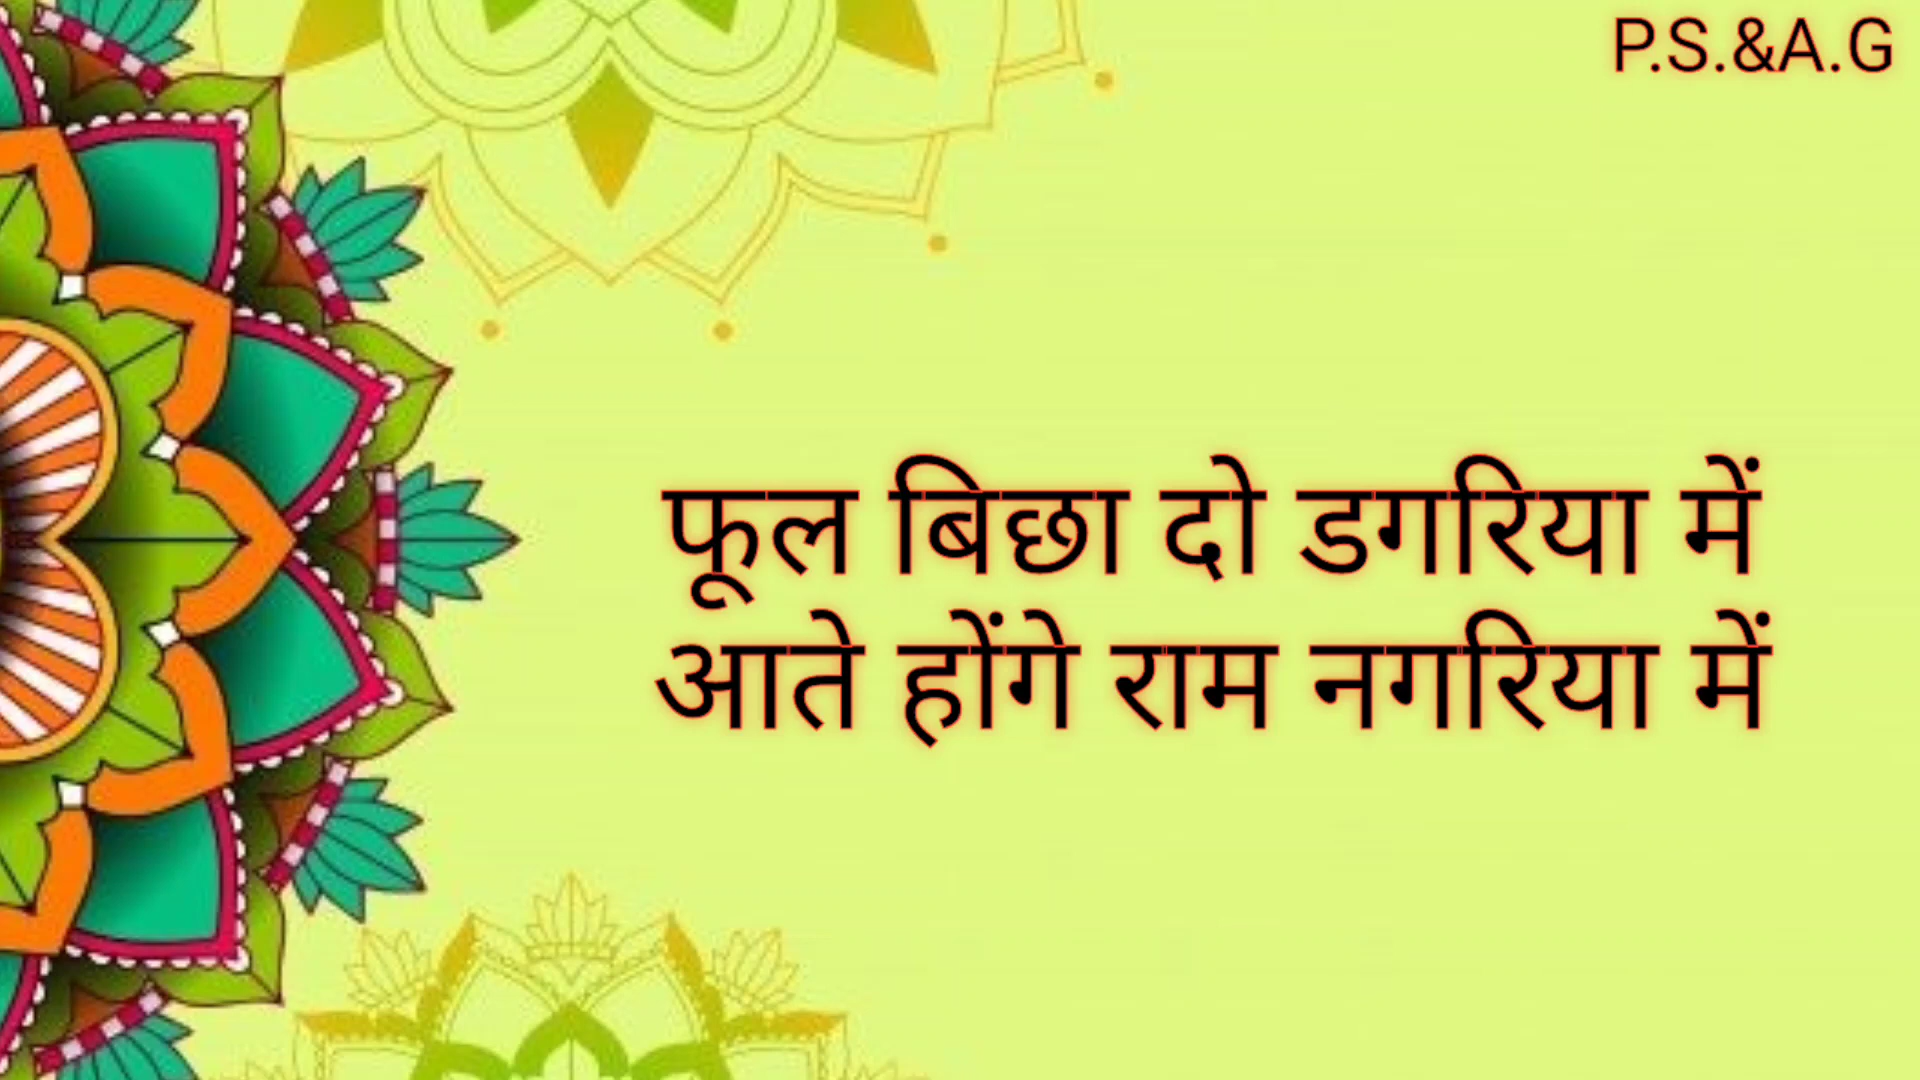 P.S.&A.G
फूल बिछा दो डगरिया में
आते होंगे राम नगरिया में